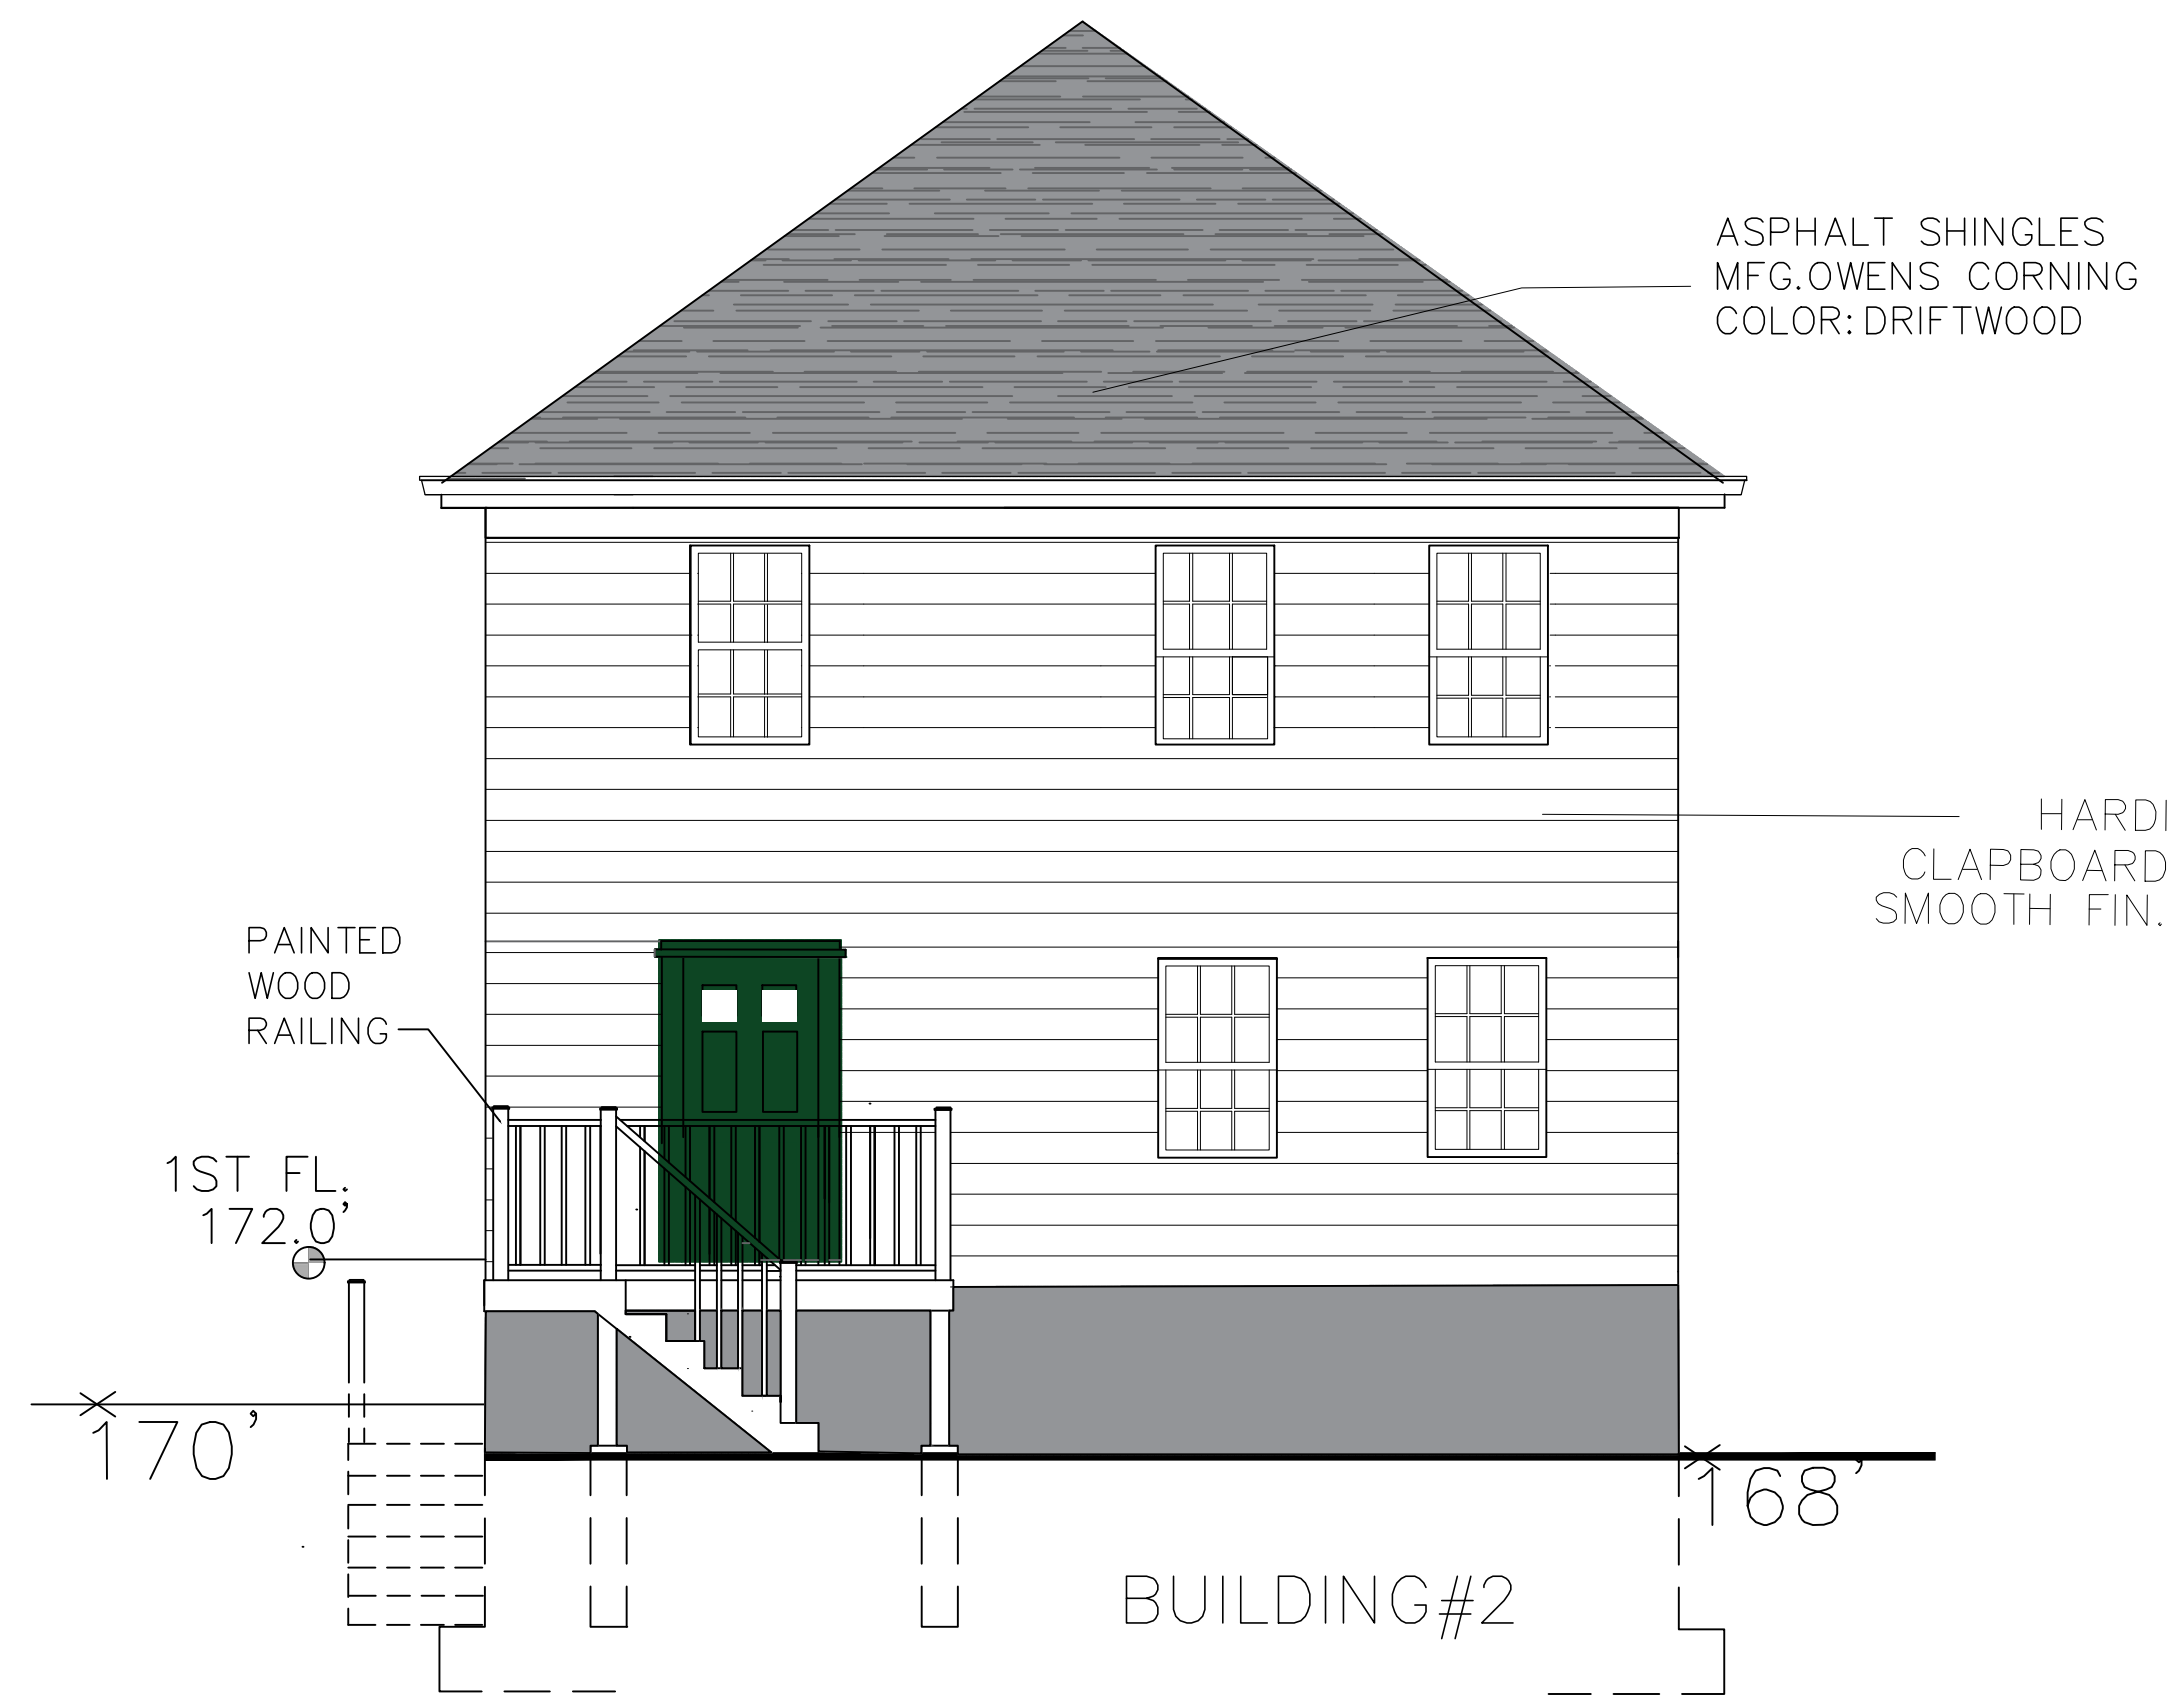 ASPHALT SHINGLES
MFG.OWENS CORNING
COLOR:DRIFTWOOD
HARDI
CLAPBOARD
SMOOTH FIN.
PAINTED
WOOD
RAILING
1ST FL.
172.0'
170'
168'
BUILDING#2